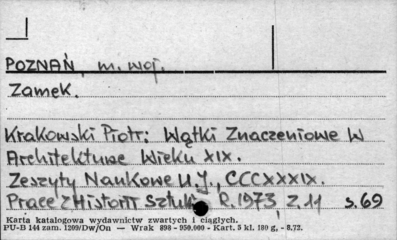 POZNAŃ, m. woj.
Zamek.
Krakowski Piotr: Wątki Znaczeniowe W
Architekturze Wieku XIX.
Zeszyty Naukowe U.J., CCCXXXIX.
Prace z Historii Sztuki R.1973, z.11 s.69
Karta katalogowa wydawnictw zwartych i ciągłych.
PU-B 144 zam. 1209/Dw/On — Wrak 898 - 950.000 - Kart. 5 kl. 180 g, - 8.72.